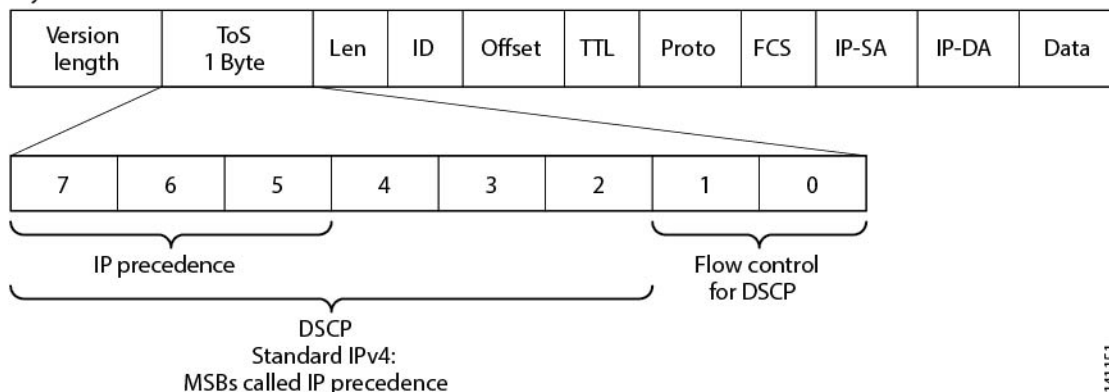 Version length
ToS 1 Byte
Len
ID
Offset
TTL
Proto
FCS
IP-SA
IP-DA
Data
7 6 5 4 3 2 1 0
IP precedence
Flow control
for DSCP
DSCP
Standard IPv4:
MSBs called IP precedence